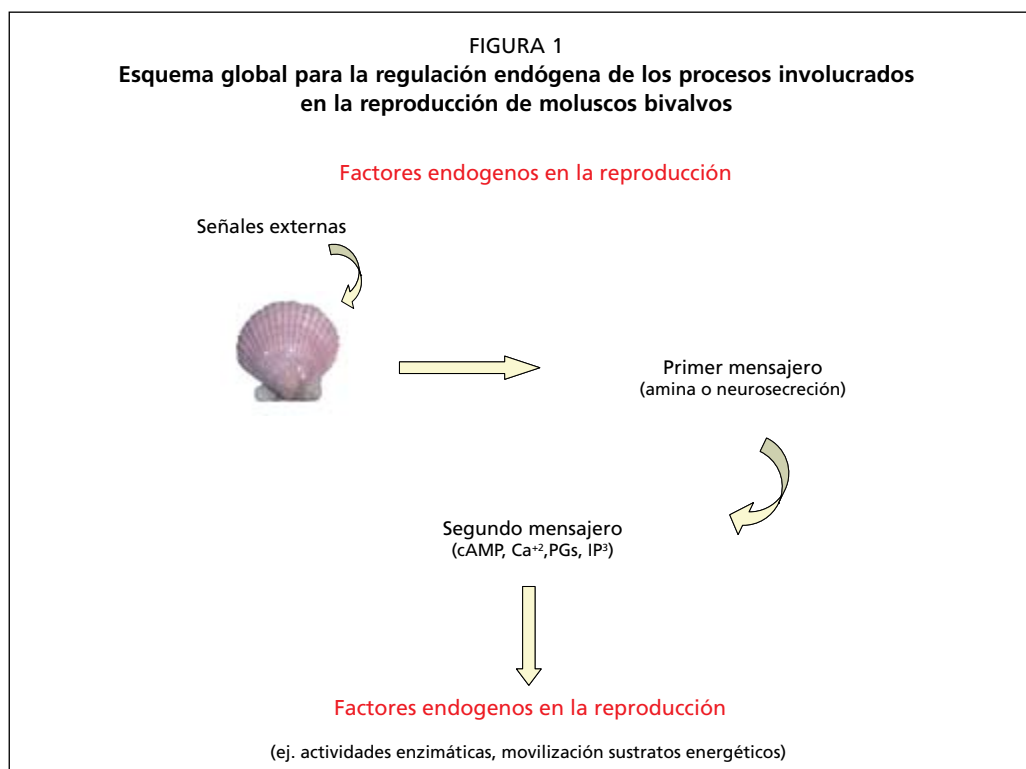 FIGURA 1
Esquema global para la regulación endógena de los procesos involucrados
en la reproducción de moluscos bivalvos
Factores endogenos en la reproducción
Señales externas
Primer mensajero
(amina o neurosecreción)
Segundo mensajero
(cAMP, Ca⁺²,PGs, IP³)
Factores endogenos en la reproducción
(ej. actividades enzimáticas, movilización sustratos energéticos)